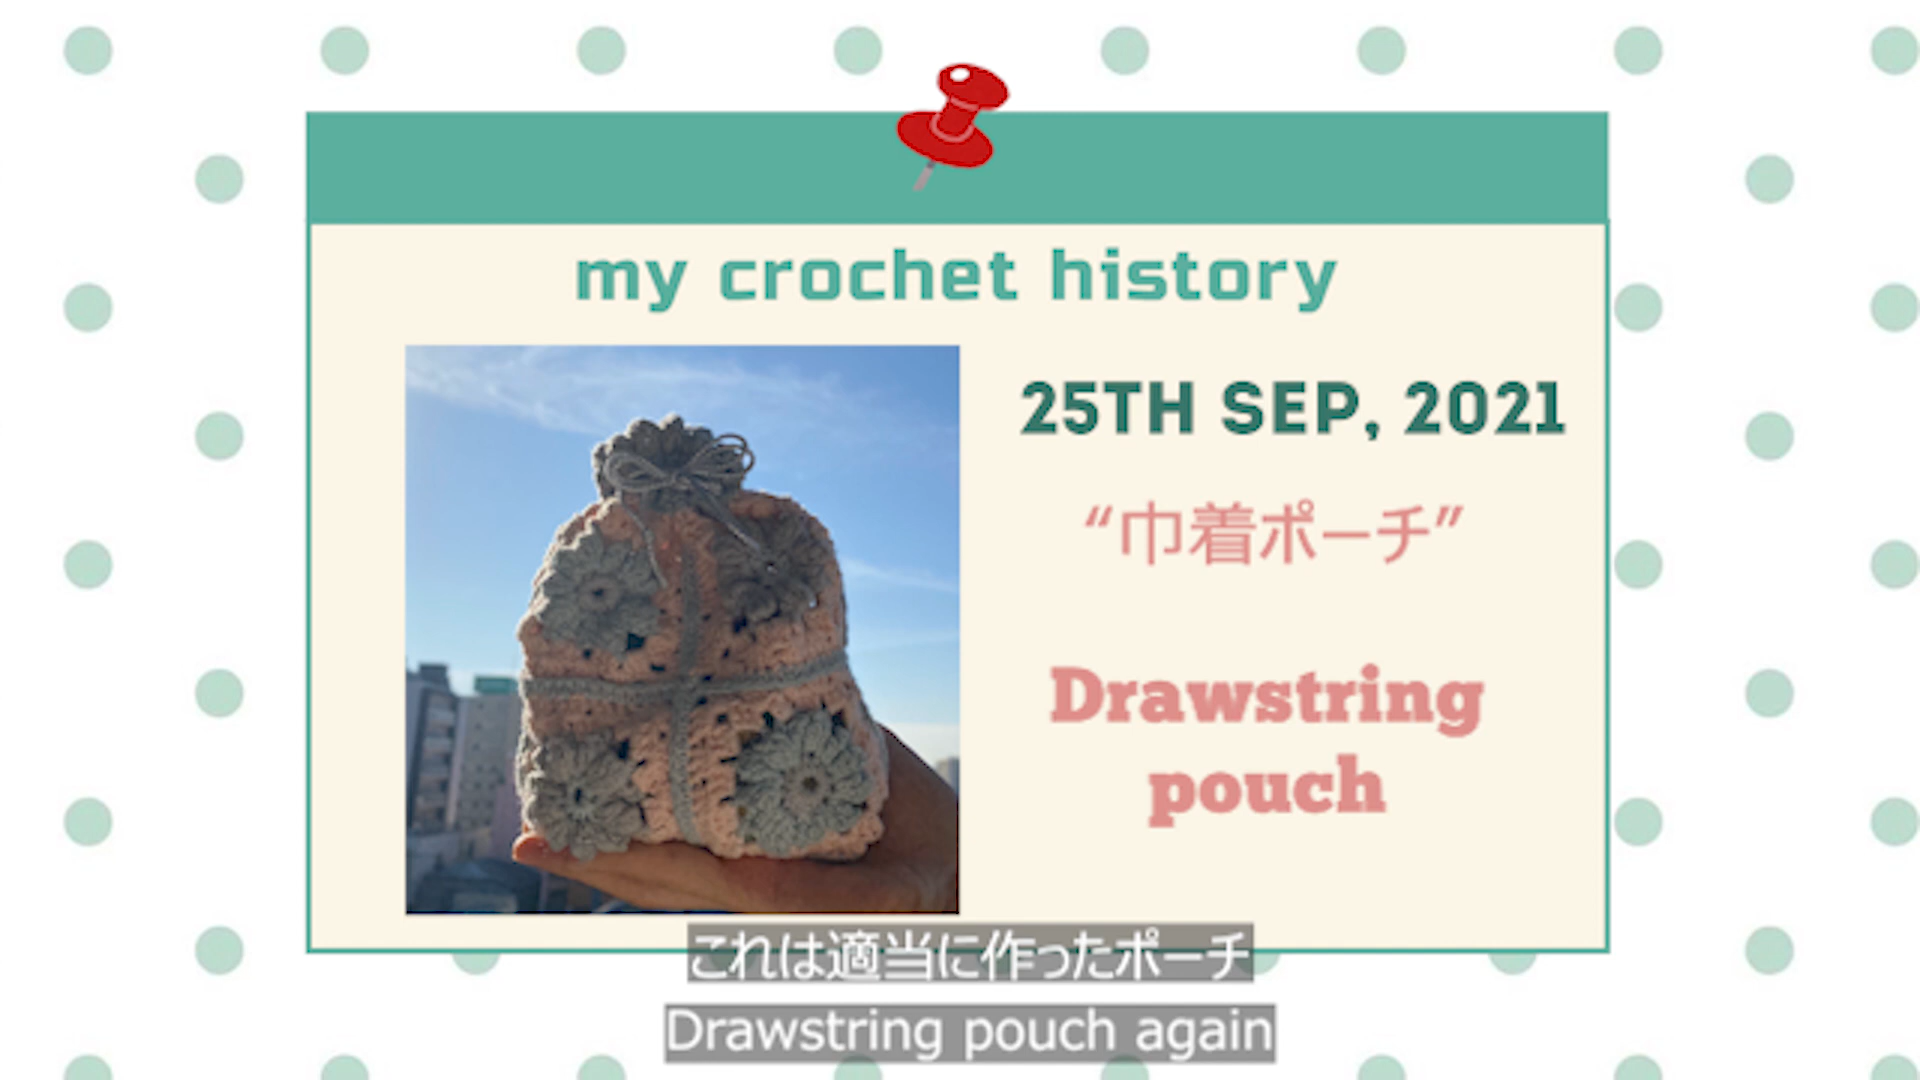 my crochet history
25TH SEP, 2021
“巾着ポーチ”
Drawstring
pouch
これは適当に作ったポーチ
Drawstring pouch again